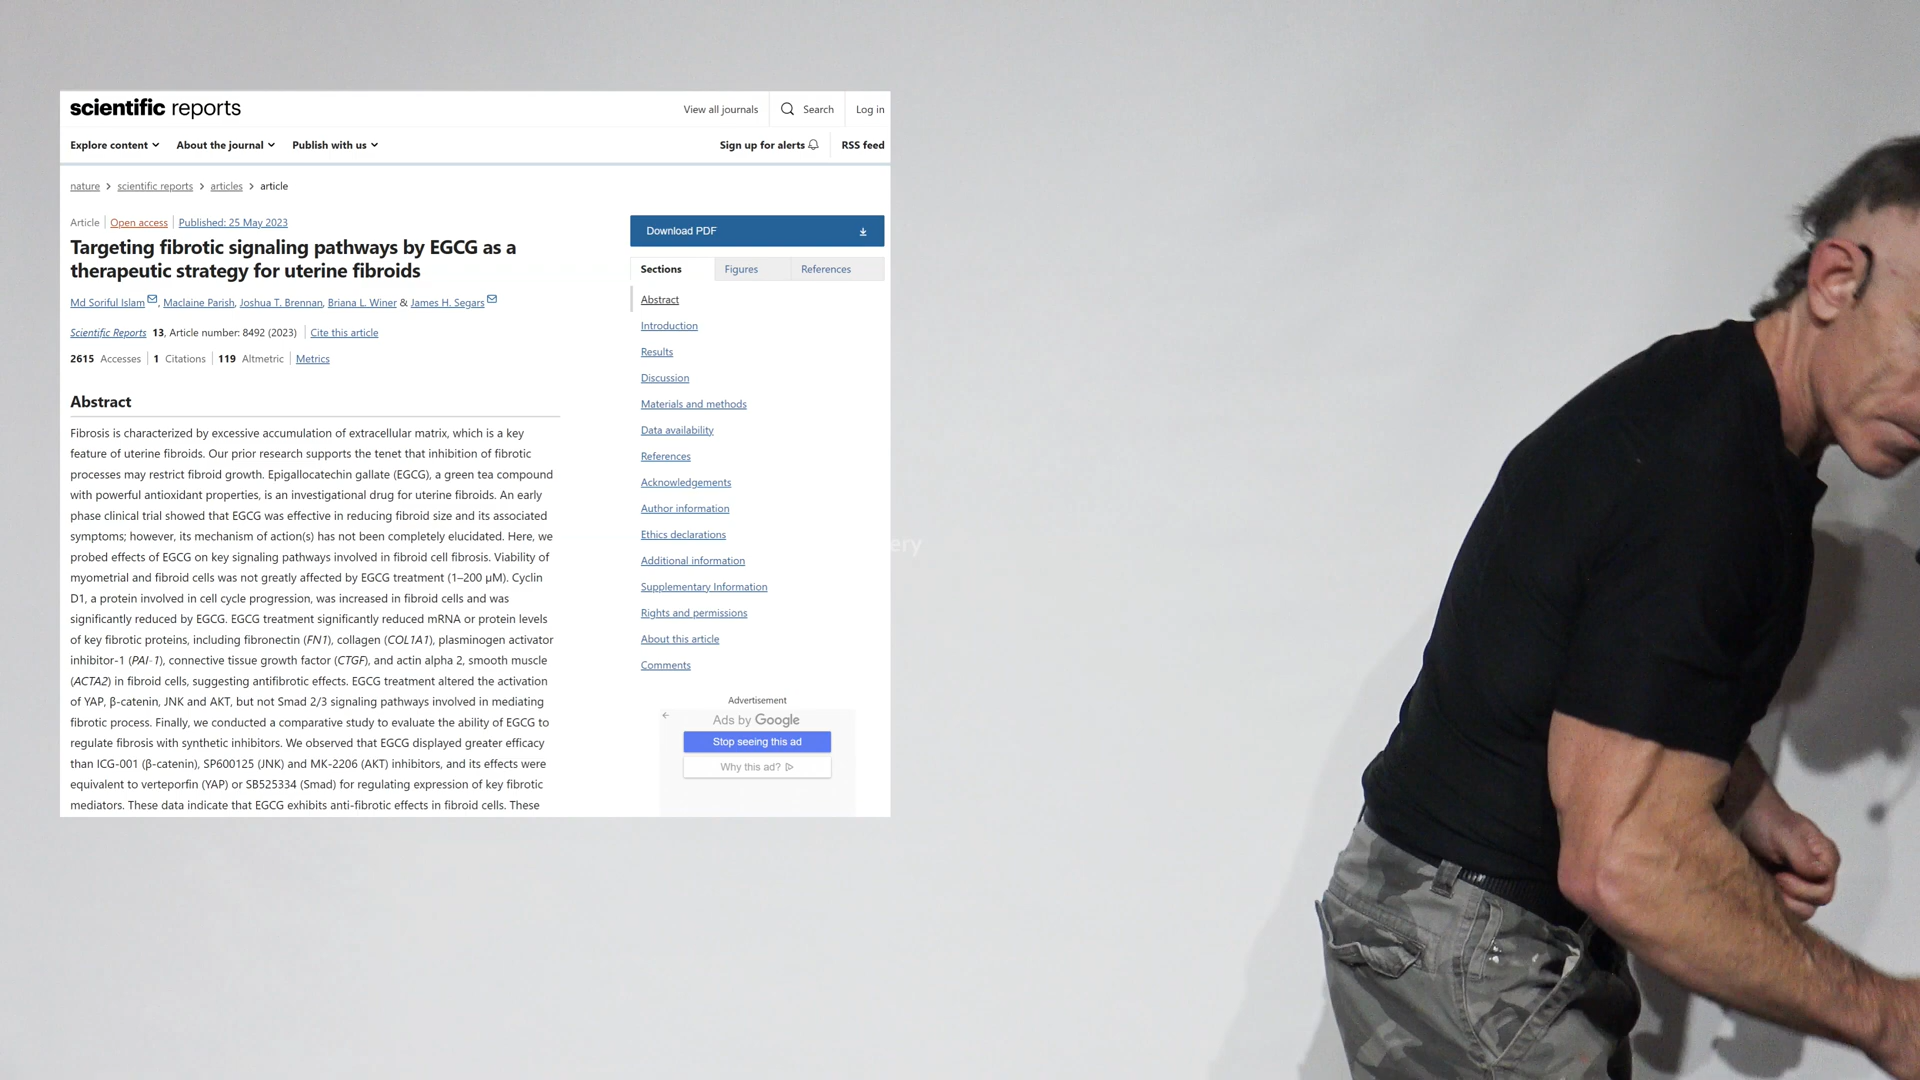 scientific reports
View all journals
Search
Log in
Explore content
About the journal
Publish with us
Sign up for alerts
RSS feed
nature > scientific reports > articles > article
Article | Open access | Published: 25 May 2023
Targeting fibrotic signaling pathways by EGCG as a
therapeutic strategy for uterine fibroids
Md Soriful Islam, Maclaine Parish, Joshua T. Brennan, Briana L. Winer & James H. Segars
Scientific Reports 13, Article number: 8492 (2023) | Cite this article
2615 Accesses | 1 Citations | 119 Altmetric | Metrics
Abstract
Fibrosis is characterized by excessive accumulation of extracellular matrix, which is a key
feature of uterine fibroids. Our prior research supports the tenet that inhibition of fibrotic
processes may restrict fibroid growth. Epigallocatechin gallate (EGCG), a green tea compound
with powerful antioxidant properties, is an investigational drug for uterine fibroids. An early
phase clinical trial showed that EGCG was effective in reducing fibroid size and its associated
symptoms; however, its mechanism of action(s) has not been completely elucidated. Here, we
probed effects of EGCG on key signaling pathways involved in fibroid cell fibrosis. Viability of
myometrial and fibroid cells was not greatly affected by EGCG treatment (1–200 µM). Cyclin
D1, a protein involved in cell cycle progression, was increased in fibroid cells and was
significantly reduced by EGCG. EGCG treatment significantly reduced mRNA or protein levels
of key fibrotic proteins, including fibronectin (FN1), collagen (COL1A1), plasminogen activator
inhibitor-1 (PAI-1), connective tissue growth factor (CTGF), and actin alpha 2, smooth muscle
(ACTA2) in fibroid cells, suggesting antifibrotic effects. EGCG treatment altered the activation
of YAP, β-catenin, JNK and AKT, but not Smad 2/3 signaling pathways involved in mediating
fibrotic process. Finally, we conducted a comparative study to evaluate the ability of EGCG to
regulate fibrosis with synthetic inhibitors. We observed that EGCG displayed greater efficacy
than ICG-001 (β-catenin), SP600125 (JNK) and MK-2206 (AKT) inhibitors, and its effects were
equivalent to verteporfin (YAP) or SB525334 (Smad) for regulating expression of key fibrotic
mediators. These data indicate that EGCG exhibits anti-fibrotic effects in fibroid cells. These
Download PDF
Sections
Figures
References
Abstract
Introduction
Results
Discussion
Materials and methods
Data availability
References
Acknowledgements
Author information
Ethics declarations
Additional information
Supplementary Information
Rights and permissions
About this article
Comments
Advertisement
Ads by Google
Stop seeing this ad
Why this ad?